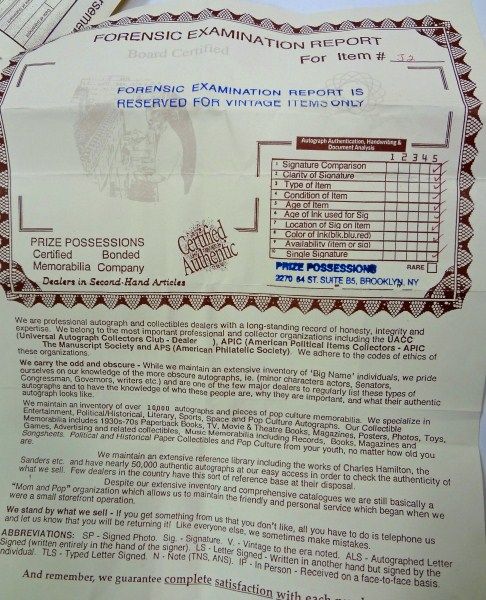 rsemen
FORENSIC EXAMINATION REPORT
Board Certified
For Item # J2
FORENSIC EXAMINATION REPORT IS
RESERVED FOR VINTAGE ITEMS ONLY
Autograph Authentication, Handwriting &
Document Analysis
1 2 3 4 5
1 Signature Comparison
2 Clarity of Signature
3 Type of Item
4 Condition of Item
5 Age of Item
6 Age of Ink used for Sig
7 Location of Sig on Item
8 Color of Ink(blk,blu,red)
9 Availability (item or sig)
Single Signature
RARE
PRIZE POSSESSIONS
Certified Bonded
Memorabilia Company
Dealers in Second-Hand Articles
Certified
Authentic
PRIZE POSSESSIONS
2270 64 ST. SUITE B5, BROOKLYN, NY
We are professional autograph and collectibles dealers with a long-standing record of honesty, integrity and
expertise. We belong to the most important professional and collector organizations including the UACC
(Universal Autograph Collectors Club - Dealer ), APIC (American Political Items Collectors - APIC
The Manuscript Society and APS (American Philatelic Society). We adhere to the codes of ethics of
these organizations.
We carry the odd and obscure - While we maintain an extensive inventory of 'Big Name' individuals, we pride
ourselves on our knowledge of the more obscure autographs, ie. (minor characters actors, Senators,
Congressman, Governors, writers etc.) and are one of the few major dealers to regularly list these types of
autographs and to have the knowledge of who these people are, why they are important, and what their authentic
autograph looks like.
We maintain an inventory of over 10,000 autographs and pieces of pop culture memorabilia. We specialize in
Entertainment, Political/Historical, Literary, Sports, Space and Pop Culture Autographs. Our Collectible
Memorabilia includes 1930s-70s Paperback Books, TV, Movie & Theatre Books, Magazines, Posters, Photos, Toys,
Games, Advertising and related collectibles, Music Memorabilia including Records, Books, Magazines and
Songsheets. Political and Historical Paper Collectibles and Pop Culture from your youth, no matter how old you
are.
We maintain an extensive reference library including the works of Charles Hamilton, the
Sanders etc. and have nearly 50,000 authentic autographs at our easy access in order to check the authenticity of
what we sell. Few dealers in the country have this sort of reference base at their disposal.
Despite our extensive inventory and comprehensive catalogues we are still basically a
"Mom and Pop" organization which allows us to maintain the friendly and personal service which began when we
were a small storefront operation.
We stand by what we sell - If you get something from us that you don't like, all you have to do is telephone us
and let us know that you will be returning it! Like everyone else, we sometimes make mistakes.
ABBREVIATIONS: SP - Signed Photo. Sig. - Signature. V - Vintage to the era noted. ALS - Autographed Letter
Signed (written entirely in the hand of the signer). LS - Letter Signed - Written in another hand but signed by the
individual. TLS - Typed Letter Signed. N - Note (TNS, ANS). IP - In Person - Received on a face-to-face basis.
And remember, we guarantee complete satisfaction with each